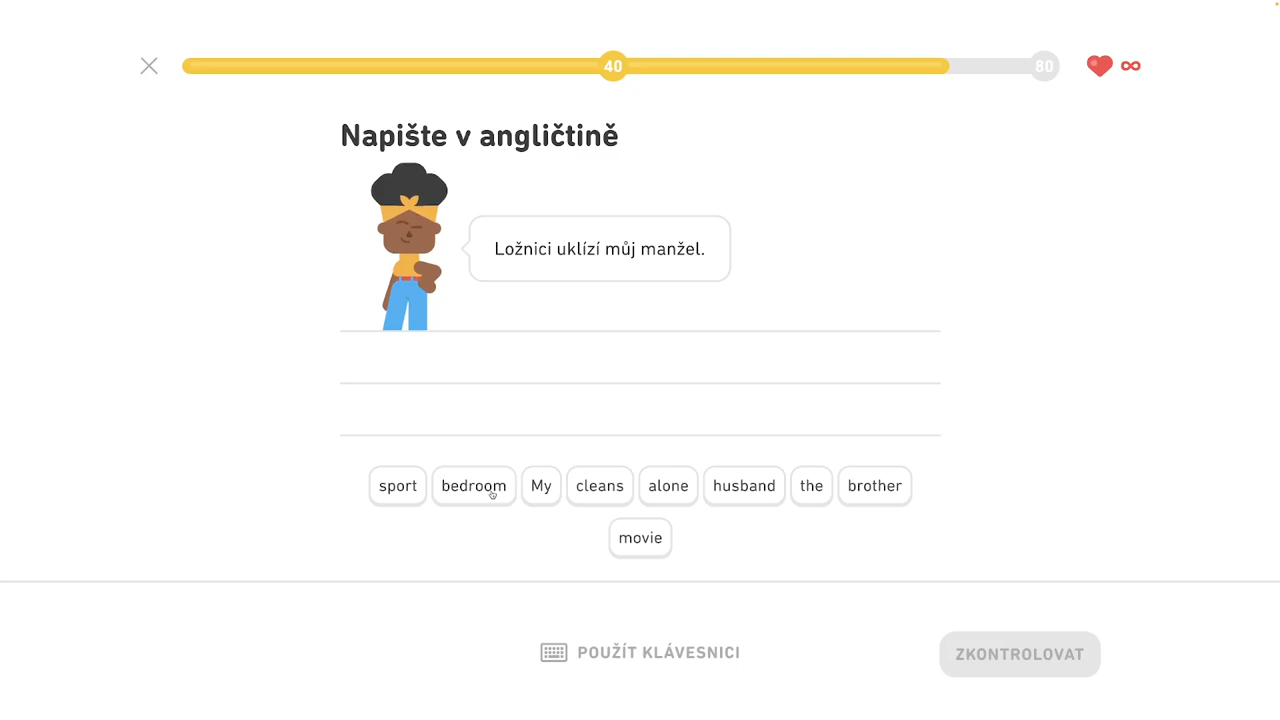 40
80
∞
Napište v angličtině
Ložnici uklízí můj manžel.
sport bedroom My cleans alone husband the brother
movie
POUŽÍT KLÁVESNICI
ZKONTROLOVAT